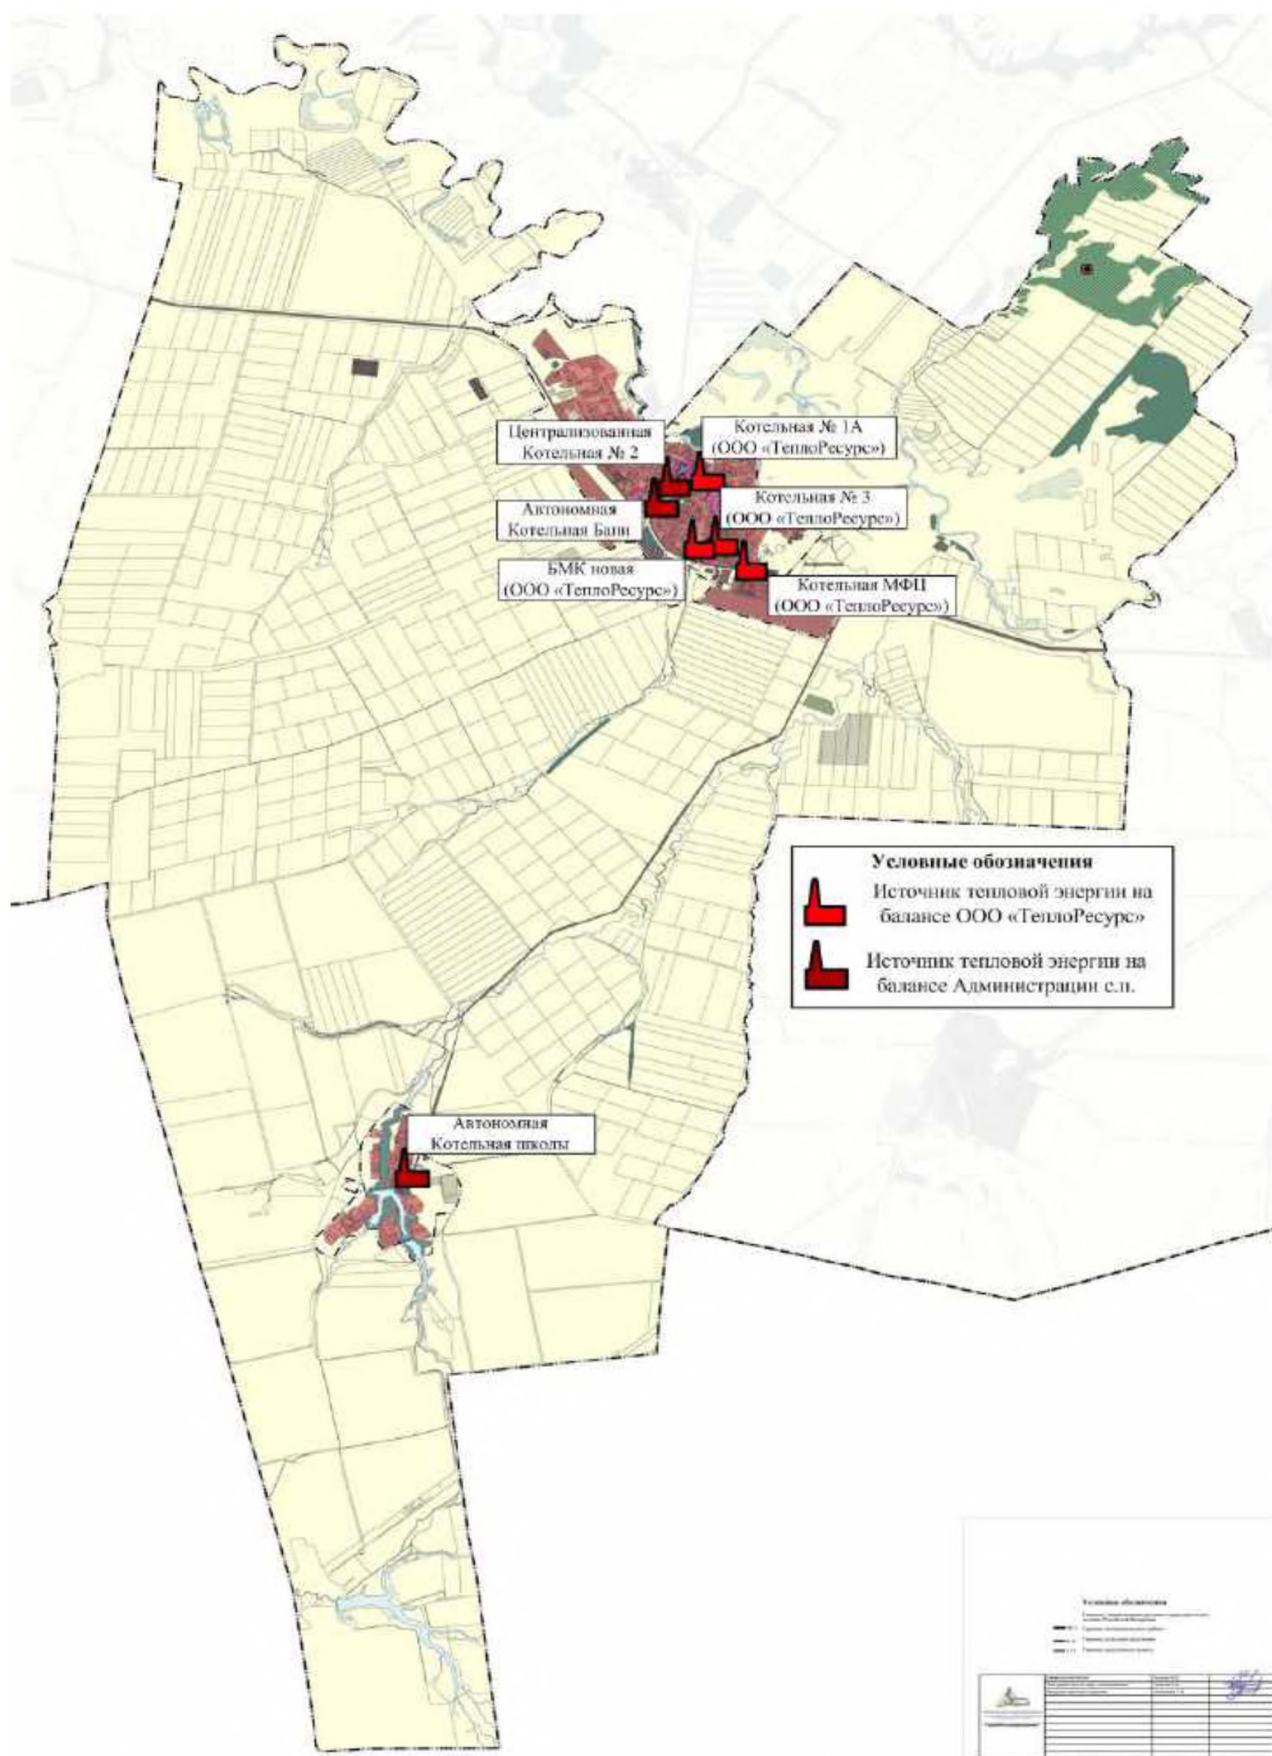 Централизованная
Котельная № 2
Котельная № 1А
(ООО «ТеплоРесурс»)
Автономная
Котельная Бани
Котельная № 3
(ООО «ТеплоРесурс»)
БМК новая
(ООО «ТеплоРесурс»)
Котельная МФЦ
(ООО «ТеплоРесурс»)
Условные обозначения
Источник тепловой энергии на
балансе ООО «ТеплоРесурс»
Источник тепловой энергии на
балансе Администрации с.п.
Автономная
Котельная школы
Условные обозначения